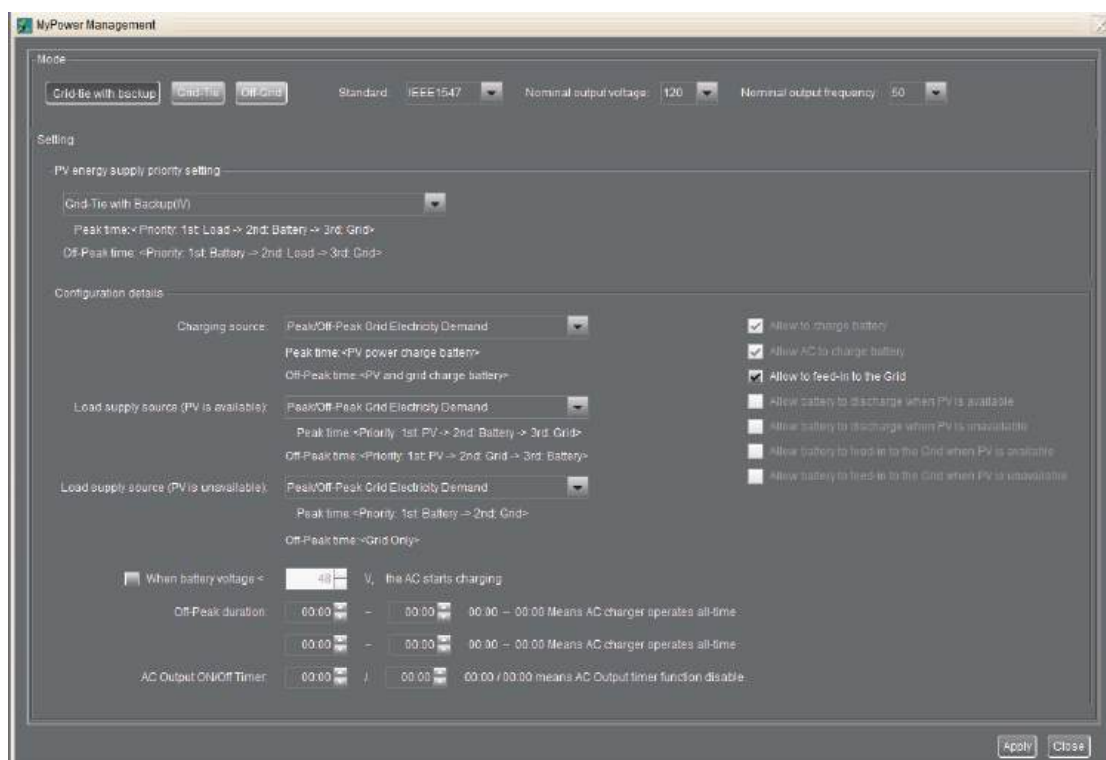 MyPower Management
Mode
Grid-tie with backup Grid-Tie Off-Grid Standard: IEEE1547 Nominal output voltage: 120 Nominal output frequency: 50
Setting
PV energy supply priority setting
Grid-Tie with Backup(IV)
Peak time:< Priority: 1st: Load -> 2nd: Battery -> 3rd: Grid>
Off-Peak time: <Priority: 1st: Battery -> 2nd: Load -> 3rd: Grid>
Configuration details
Charging source: Peak/Off-Peak Grid Electricity Demand Allow to charge battery
Peak time:<PV power charge battery> Allow AC to charge battery
Off-Peak time:<PV and grid charge battery> Allow to feed-in to the Grid
Load supply source (PV is available): Peak/Off-Peak Grid Electricity Demand Allow battery to discharge when PV is available
Peak time:<Priority: 1st: PV -> 2nd: Battery -> 3rd: Grid> Allow battery to discharge when PV is unavailable
Off-Peak time:<Priority: 1st: PV -> 2nd: Grid -> 3rd: Battery> Allow battery to feed-in to the Grid when PV is available
Load supply source (PV is unavailable): Peak/Off-Peak Grid Electricity Demand Allow battery to feed-in to the Grid when PV is unavailable
Peak time:<Priority: 1st: Battery -> 2nd: Grid>
Off-Peak time:<Grid Only>
When battery voltage < 48 V, the AC starts charging
Off-Peak duration: 00:00 – 00:00 00:00 – 00:00 Means AC charger operates all-time
00:00 – 00:00 00:00 – 00:00 Means AC charger operates all-time
AC Output ON/Off Timer: 00:00 / 00:00 00:00 / 00:00 means AC Output timer function disable
Apply Close